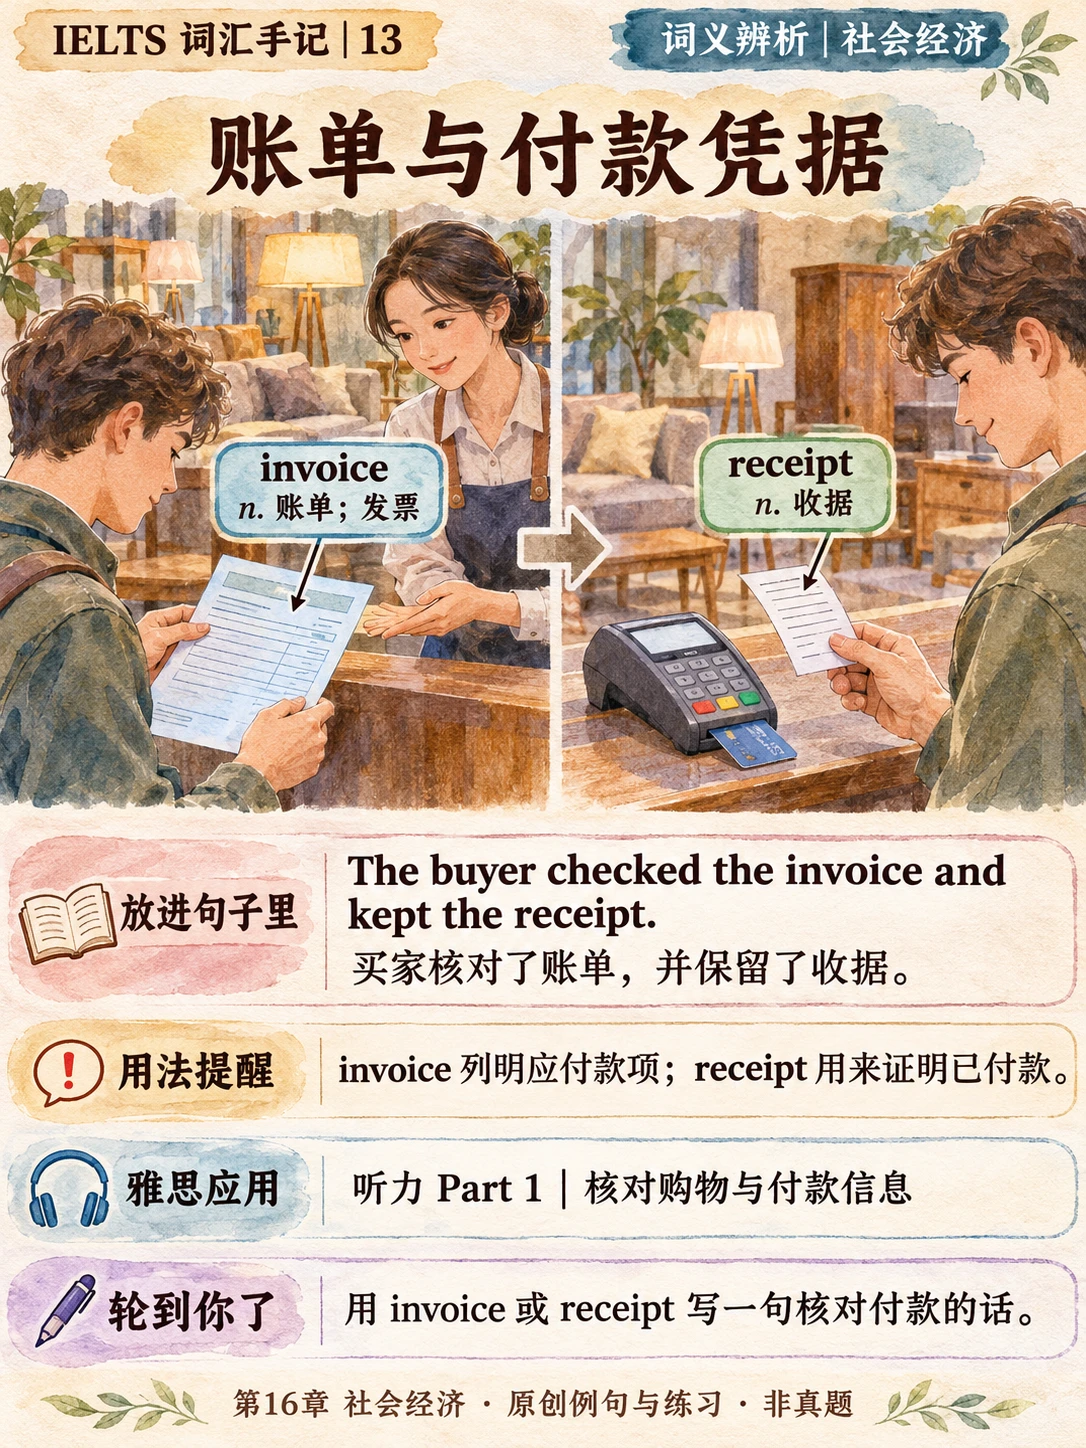 IELTS 词汇手记 | 13
词义辨析 | 社会经济
账单与付款凭据
invoice
n. 账单；发票
receipt
n. 收据
放进句子里
The buyer checked the invoice and
kept the receipt.
买家核对了账单，并保留了收据。
用法提醒
invoice 列明应付款项；receipt 用来证明已付款。
雅思应用
听力 Part 1 | 核对购物与付款信息
轮到你了
用 invoice 或 receipt 写一句核对付款的话。
第16章 社会经济 · 原创例句与练习 · 非真题